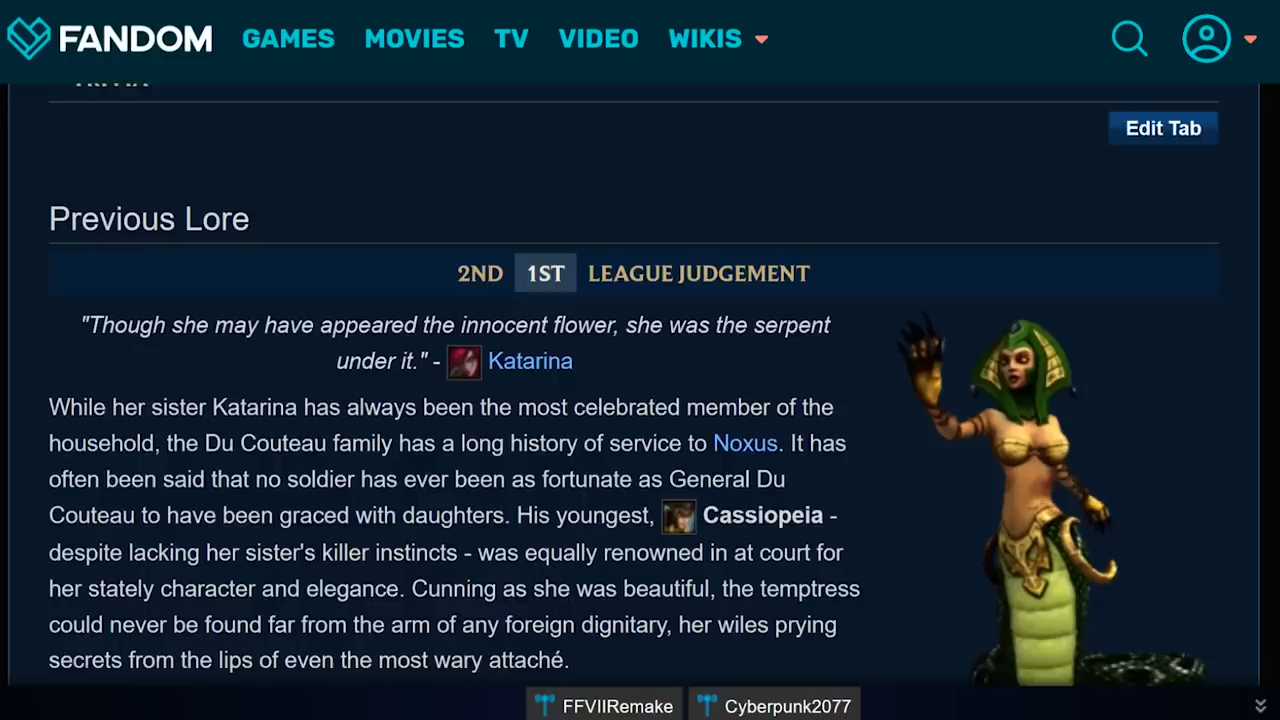 FANDOM GAMES MOVIES TV VIDEO WIKIS
TRIVIA
Edit Tab
Previous Lore
2ND 1ST LEAGUE JUDGEMENT
"Though she may have appeared the innocent flower, she was the serpent
under it." - Katarina
While her sister Katarina has always been the most celebrated member of the
household, the Du Couteau family has a long history of service to Noxus. It has
often been said that no soldier has ever been as fortunate as General Du
Couteau to have been graced with daughters. His youngest, Cassiopeia -
despite lacking her sister's killer instincts - was equally renowned in at court for
her stately character and elegance. Cunning as she was beautiful, the temptress
could never be found far from the arm of any foreign dignitary, her wiles prying
secrets from the lips of even the most wary attaché.
FFVIIRemake Cyberpunk2077